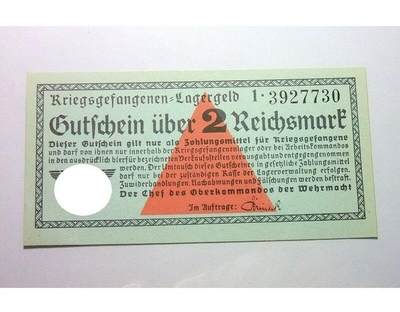 Kriegsgefangenen-Lagergeld 1·3927730
Gutschein über 2 Reichsmark
Dieser Gutschein gilt nur als Zahlungsmittel für Kriegsgefangene
und darf von ihnen nur innerhalb der Kriegsgefangenenlager oder bei Arbeitskommandos
in den ausdrücklich hierfür bezeichneten Verkaufsstellen verausgabt und entgegengenommen
werden. Der Umtausch dieses Gutscheins in gesetzliche Zahlungsmittel
darf nur bei der zuständigen Kasse der Lagerverwaltung erfolgen.
Zuwiderhandlungen, Nachahmungen und Fälschungen werden bestraft.
Der Chef des Oberkommandos der Wehrmacht
Im Auftrage: